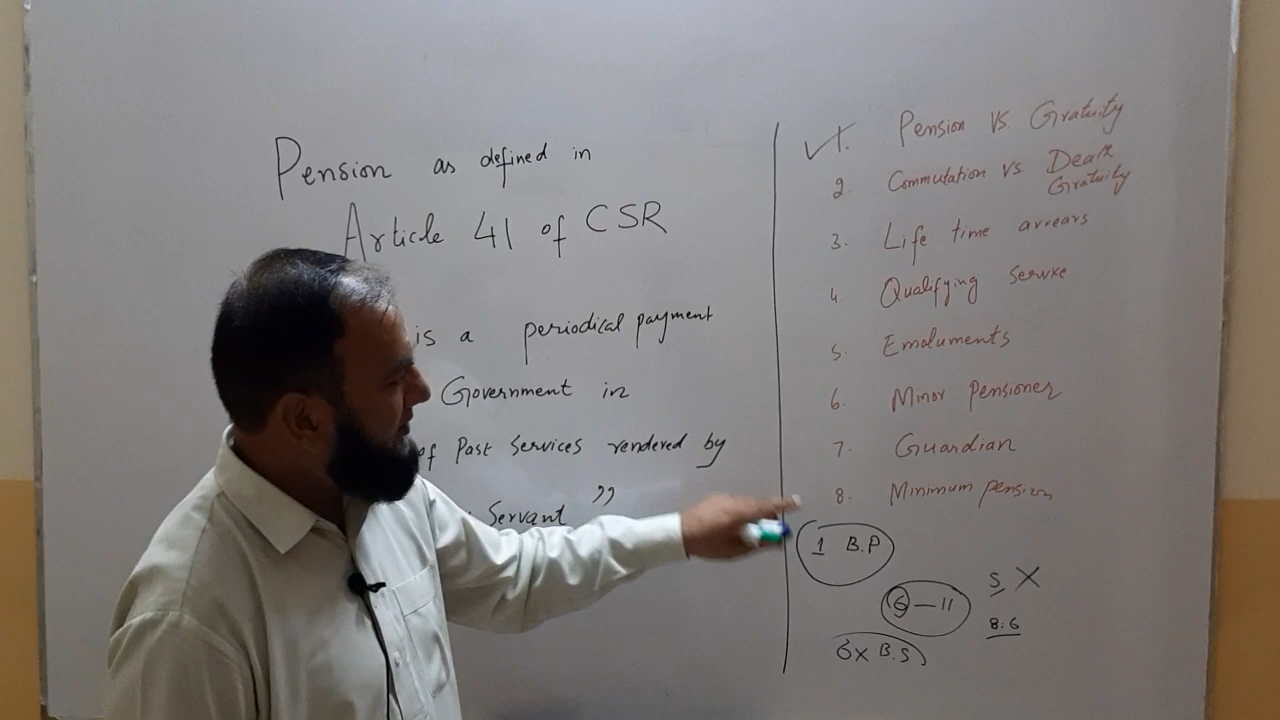 Pension as defined in
Article 41 of CSR
is a periodical payment
Government in
of Past Services rendered by
Servant ”
✓1. Pension VS. Gratuity
2. Commutation VS Death
Gratuity
3. Life time arrears
4. Qualifying Service
5. Emoluments
6. Minor Pensioner
7. Guardian
8. Minimum pension
1 B.P
5 X
6 — 11
8:6
6 x B.S